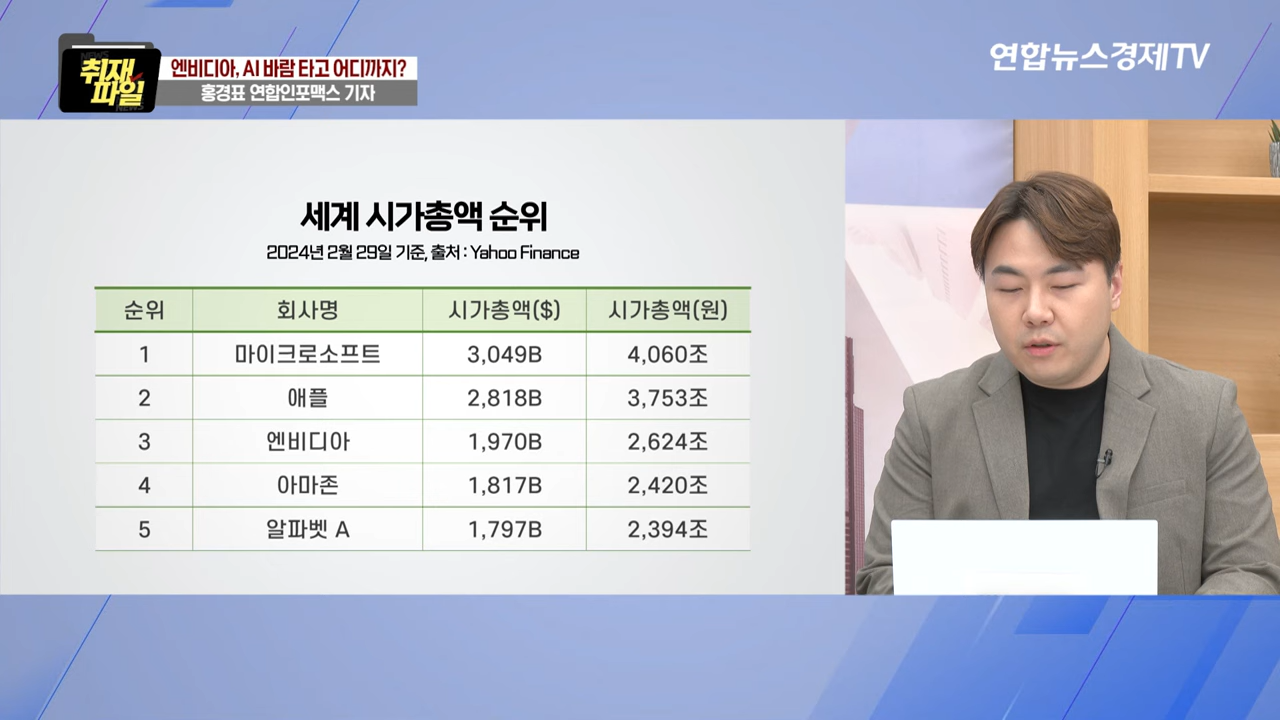 NEWS
취재
파일
NEWS
엔비디아, AI 바람 타고 어디까지?
홍경표 연합인포맥스 기자
연합뉴스경제TV
세계 시가총액 순위
2024년 2월 29일 기준, 출처 : Yahoo Finance
순위 회사명 시가총액($) 시가총액(원)
1 마이크로소프트 3,049B 4,060조
2 애플 2,818B 3,753조
3 엔비디아 1,970B 2,624조
4 아마존 1,817B 2,420조
5 알파벳 A 1,797B 2,394조